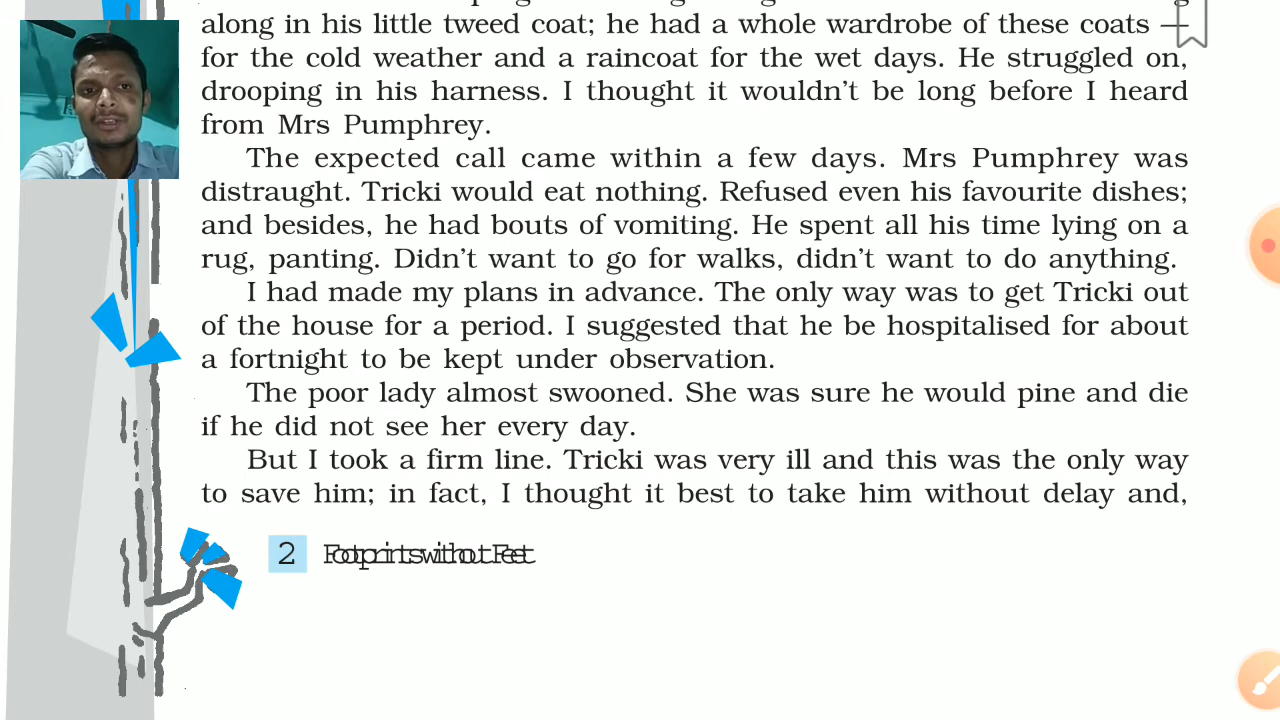 along in his little tweed coat; he had a whole wardrobe of these coats —
for the cold weather and a raincoat for the wet days. He struggled on,
drooping in his harness. I thought it wouldn't be long before I heard
from Mrs Pumphrey.
The expected call came within a few days. Mrs Pumphrey was
distraught. Tricki would eat nothing. Refused even his favourite dishes;
and besides, he had bouts of vomiting. He spent all his time lying on a
rug, panting. Didn't want to go for walks, didn't want to do anything.
I had made my plans in advance. The only way was to get Tricki out
of the house for a period. I suggested that he be hospitalised for about
a fortnight to be kept under observation.
The poor lady almost swooned. She was sure he would pine and die
if he did not see her every day.
But I took a firm line. Tricki was very ill and this was the only way
to save him; in fact, I thought it best to take him without delay and,
2 Footprints without Feet